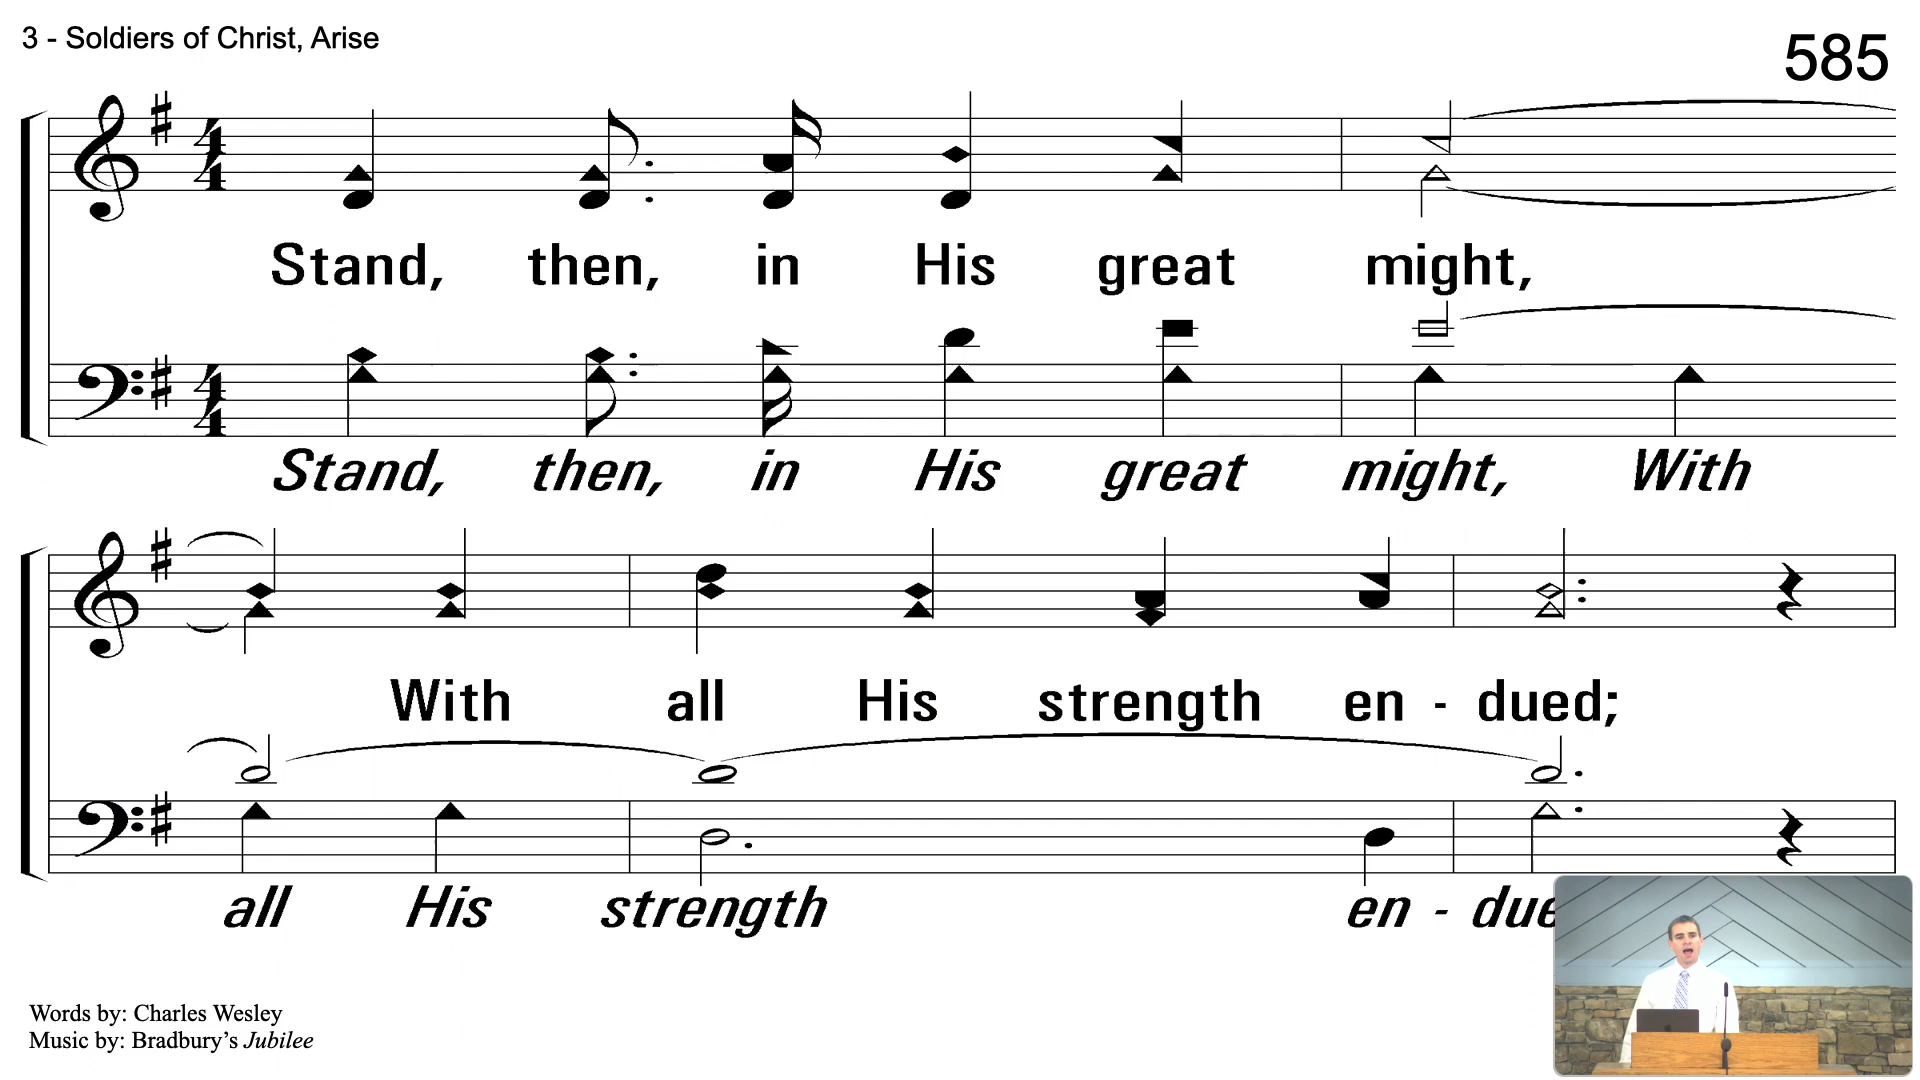 3 - Soldiers of Christ, Arise
585
Stand, then, in His great might,
Stand, then, in His great might, With
With all His strength en - dued;
all His strength en - due
Words by: Charles Wesley
Music by: Bradbury's Jubilee